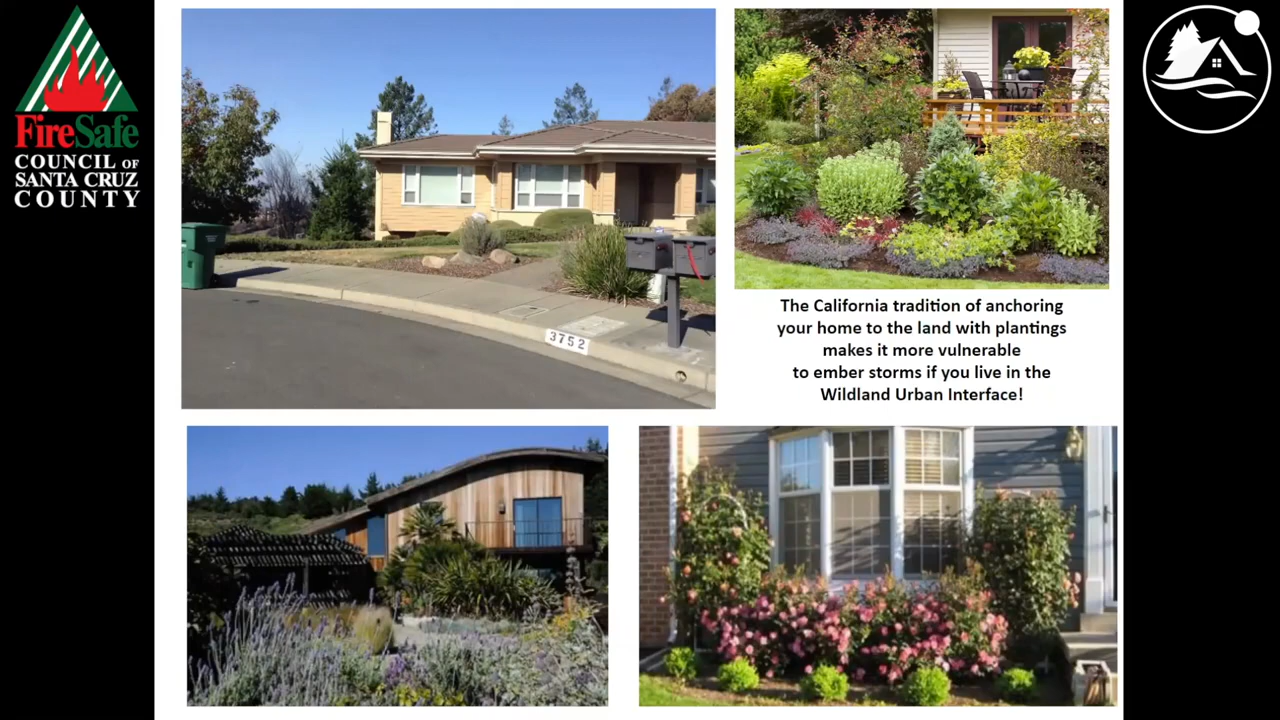 FireSafe
COUNCIL OF
SANTA CRUZ
COUNTY
3752
The California tradition of anchoring
your home to the land with plantings
makes it more vulnerable
to ember storms if you live in the
Wildland Urban Interface!